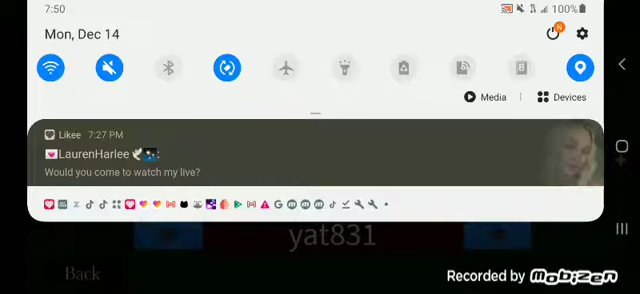 7:50
100%
Mon, Dec 14
N
Media | Devices
Likee 7:27 PM
LaurenHarlee :
Would you come to watch my live?
yat831
Back
Recorded by Mobizen